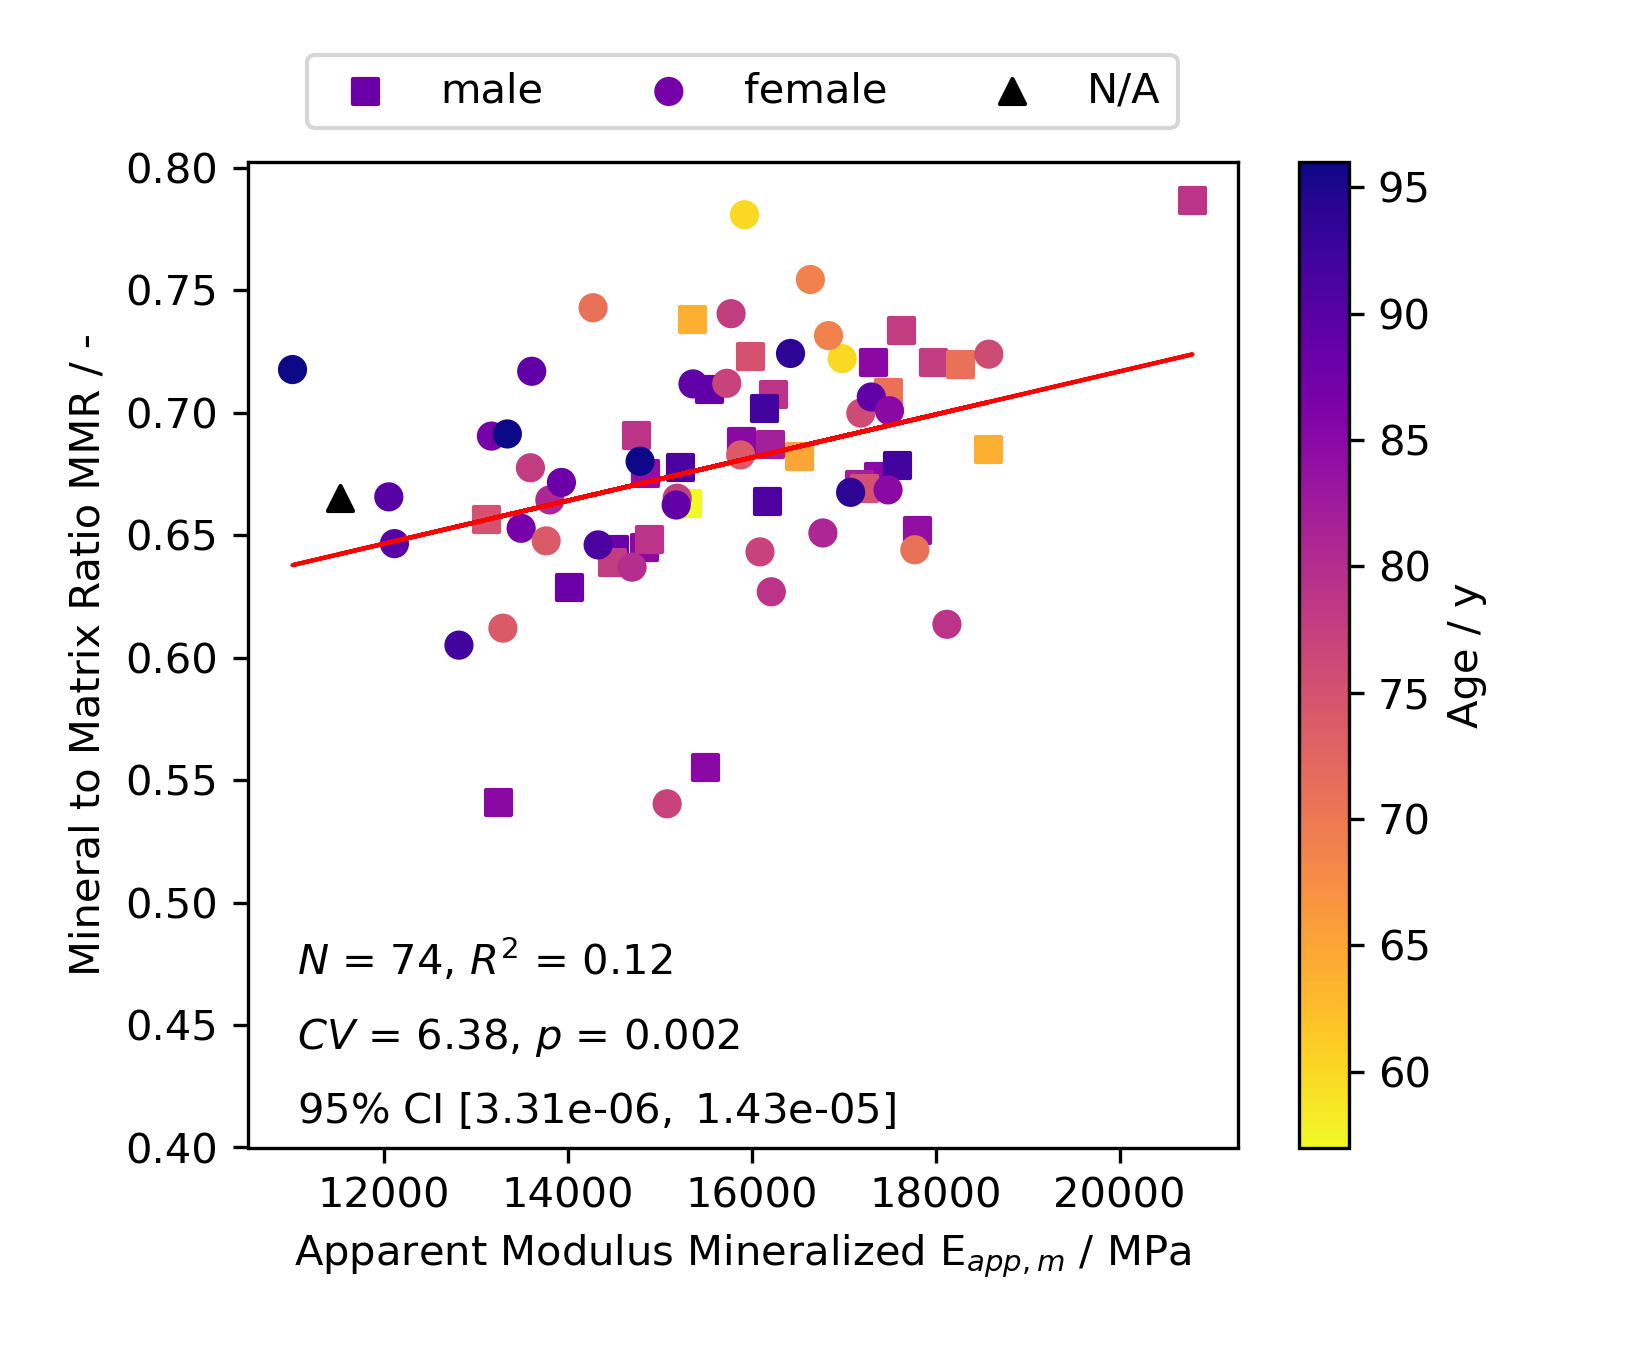 male female N/A
0.80
0.75
0.70
0.65
0.60
0.55
0.50
0.45
0.40
Mineral to Matrix Ratio MMR / -
N = 74, R² = 0.12
CV = 6.38, p = 0.002
95% CI [3.31e-06, 1.43e-05]
12000 14000 16000 18000 20000
Apparent Modulus Mineralized E_app,m / MPa
95
90
85
80
75
70
65
60
Age / y